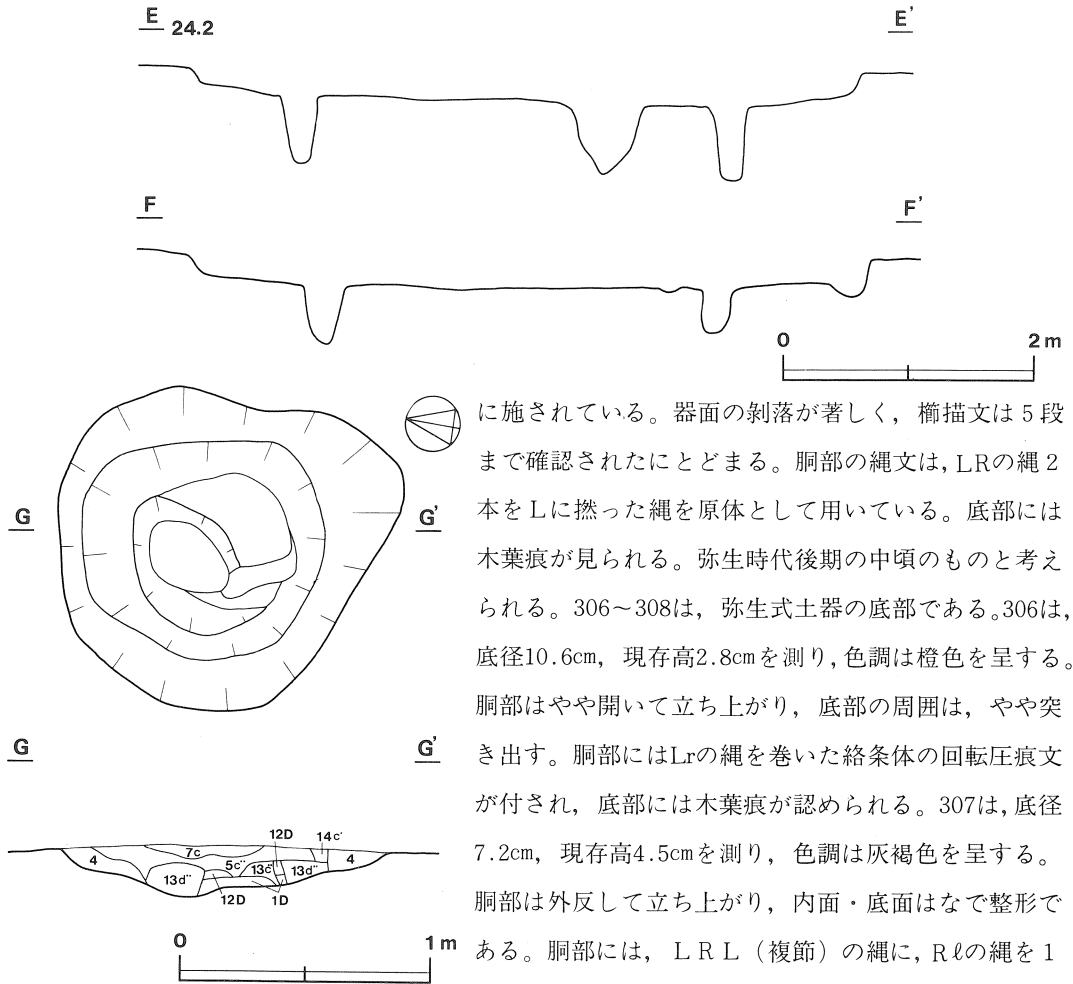 E 24.2 E'
F F'
0 2m
G G'
に施されている。器面の剝落が著しく，櫛描文は５段
まで確認されたにとどまる。胴部の縄文は，LRの縄２
本をＬに撚った縄を原体として用いている。底部には
木葉痕が見られる。弥生時代後期の中頃のものと考え
られる。306～308は，弥生式土器の底部である。306は，
底径10.6㎝，現存高2.8㎝を測り，色調は橙色を呈する。
胴部はやや開いて立ち上がり，底部の周囲は，やや突
き出す。胴部にはLrの縄を巻いた絡条体の回転圧痕文
が付され，底部には木葉痕が認められる。307は，底径
7.2㎝，現存高4.5㎝を測り，色調は灰褐色を呈する。
胴部は外反して立ち上がり，内面・底面はなで整形で
ある。胴部には，ＬＲＬ（複節）の縄に，Rℓの縄を１
G G'
12D 14c'
4 7c 5c'' 13c'' 13d'' 4
13d'' 12D 1D
0 1m